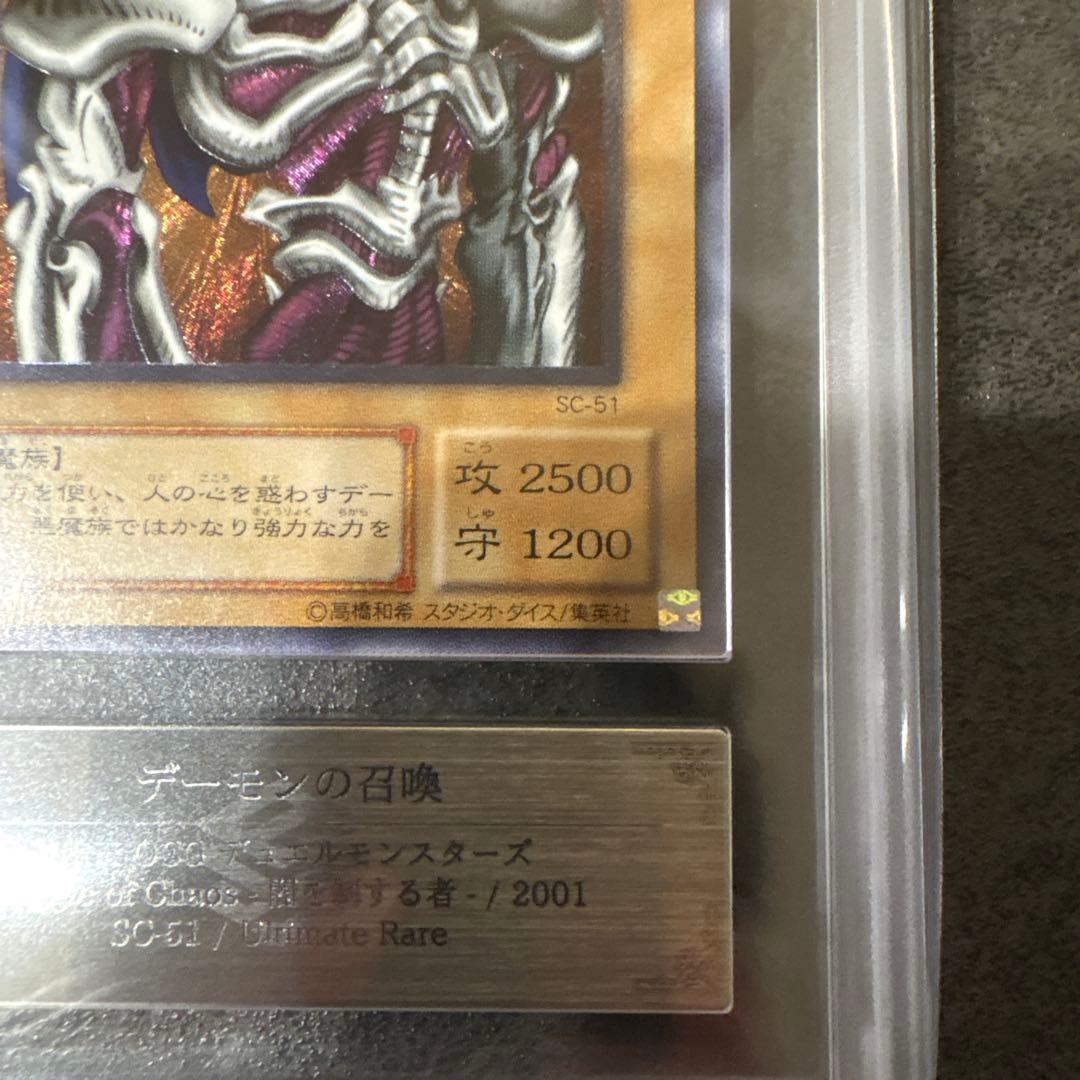 SC-51
魔族】
力を使い、人の心を惑わすデー
悪魔族ではかなり強力な力を
こう
攻 2500
しゅ
守 1200
©高橋和希 スタジオ・ダイス/集英社
デーモンの召喚
デュエルモンスターズ
of Chaos - 闇を制する者 - / 2001
SC-51 / Ultimate Rare